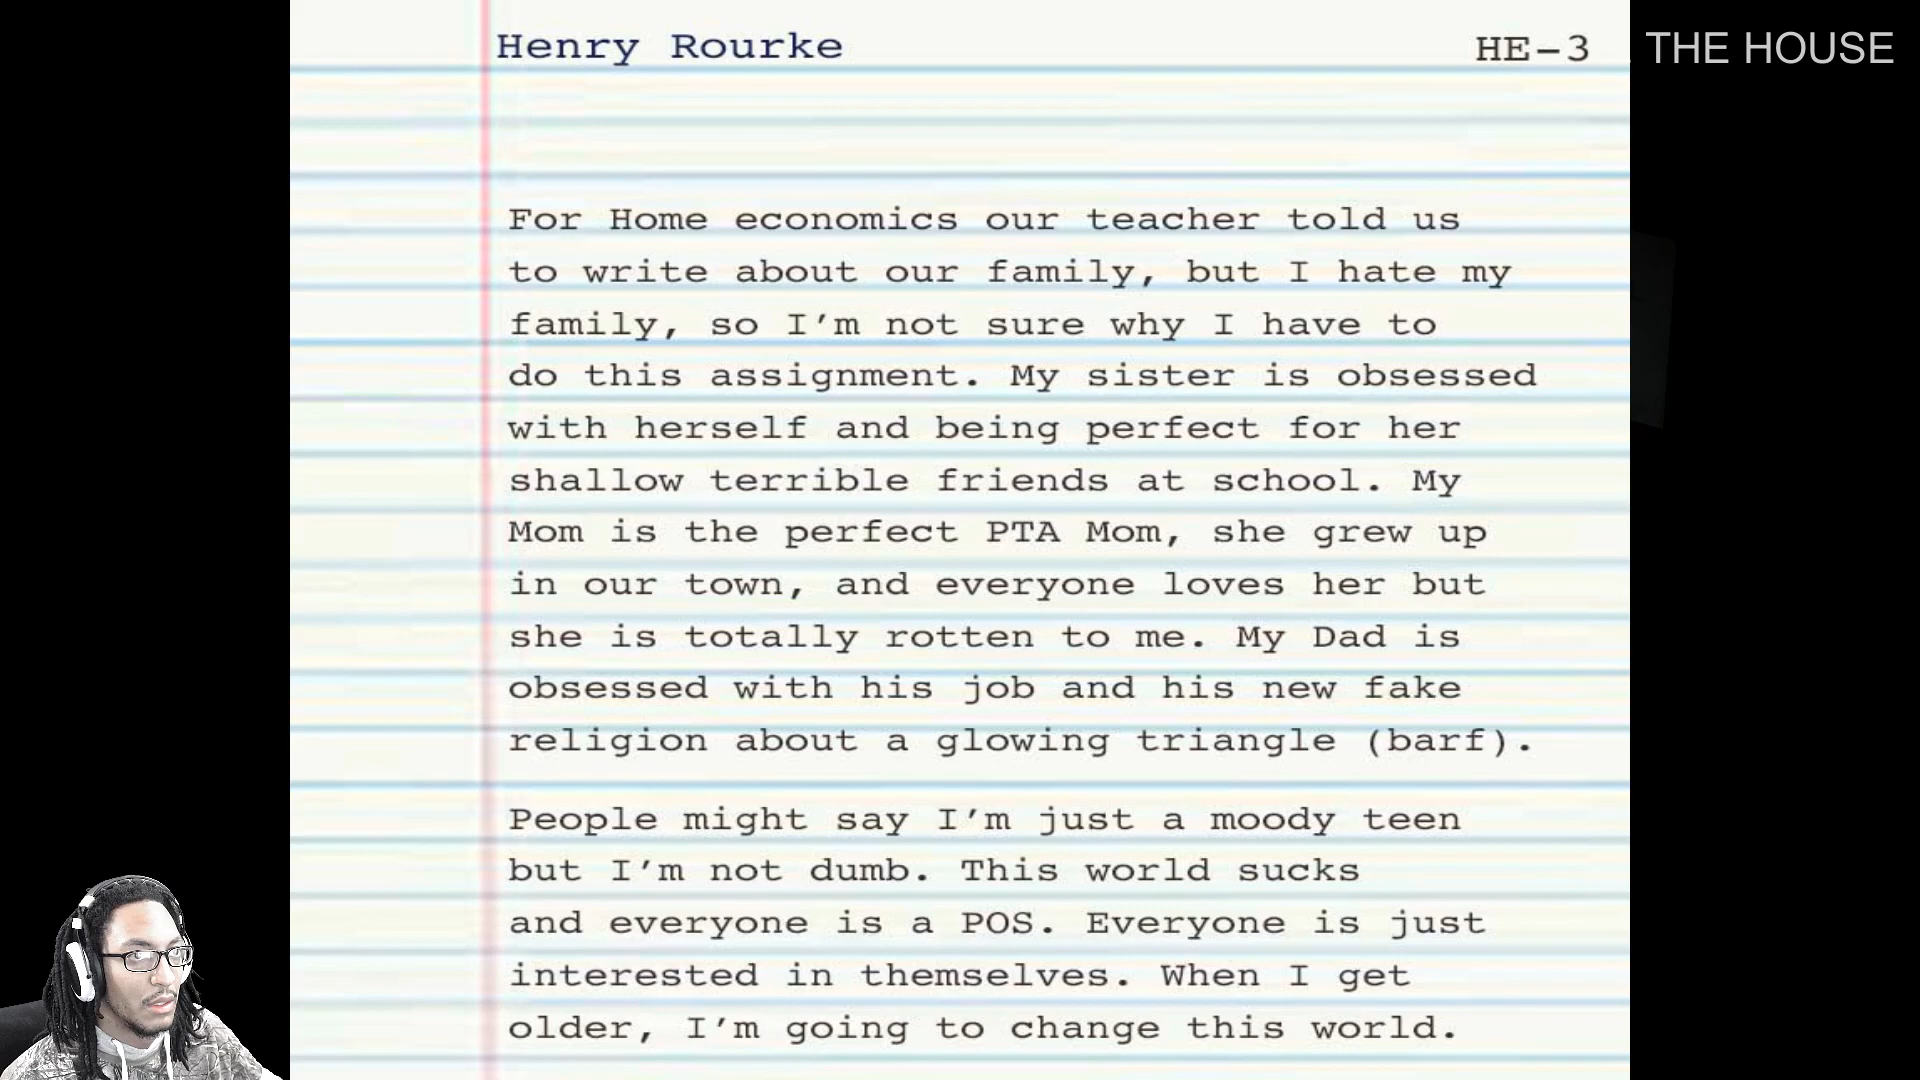 Henry Rourke
HE-3
THE HOUSE
For Home economics our teacher told us
to write about our family, but I hate my
family, so I’m not sure why I have to
do this assignment. My sister is obsessed
with herself and being perfect for her
shallow terrible friends at school. My
Mom is the perfect PTA Mom, she grew up
in our town, and everyone loves her but
she is totally rotten to me. My Dad is
obsessed with his job and his new fake
religion about a glowing triangle (barf).
People might say I’m just a moody teen
but I’m not dumb. This world sucks
and everyone is a POS. Everyone is just
interested in themselves. When I get
older, I’m going to change this world.